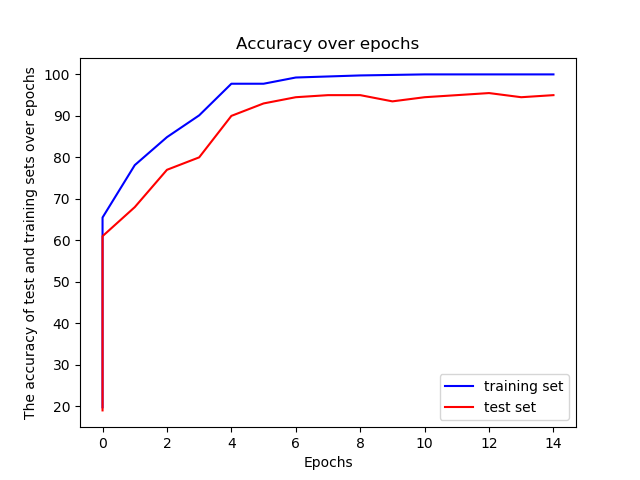 Accuracy over epochs
The accuracy of test and training sets over epochs
100
90
80
70
60
50
40
30
20
0 2 4 6 8 10 12 14
Epochs
training set
test set